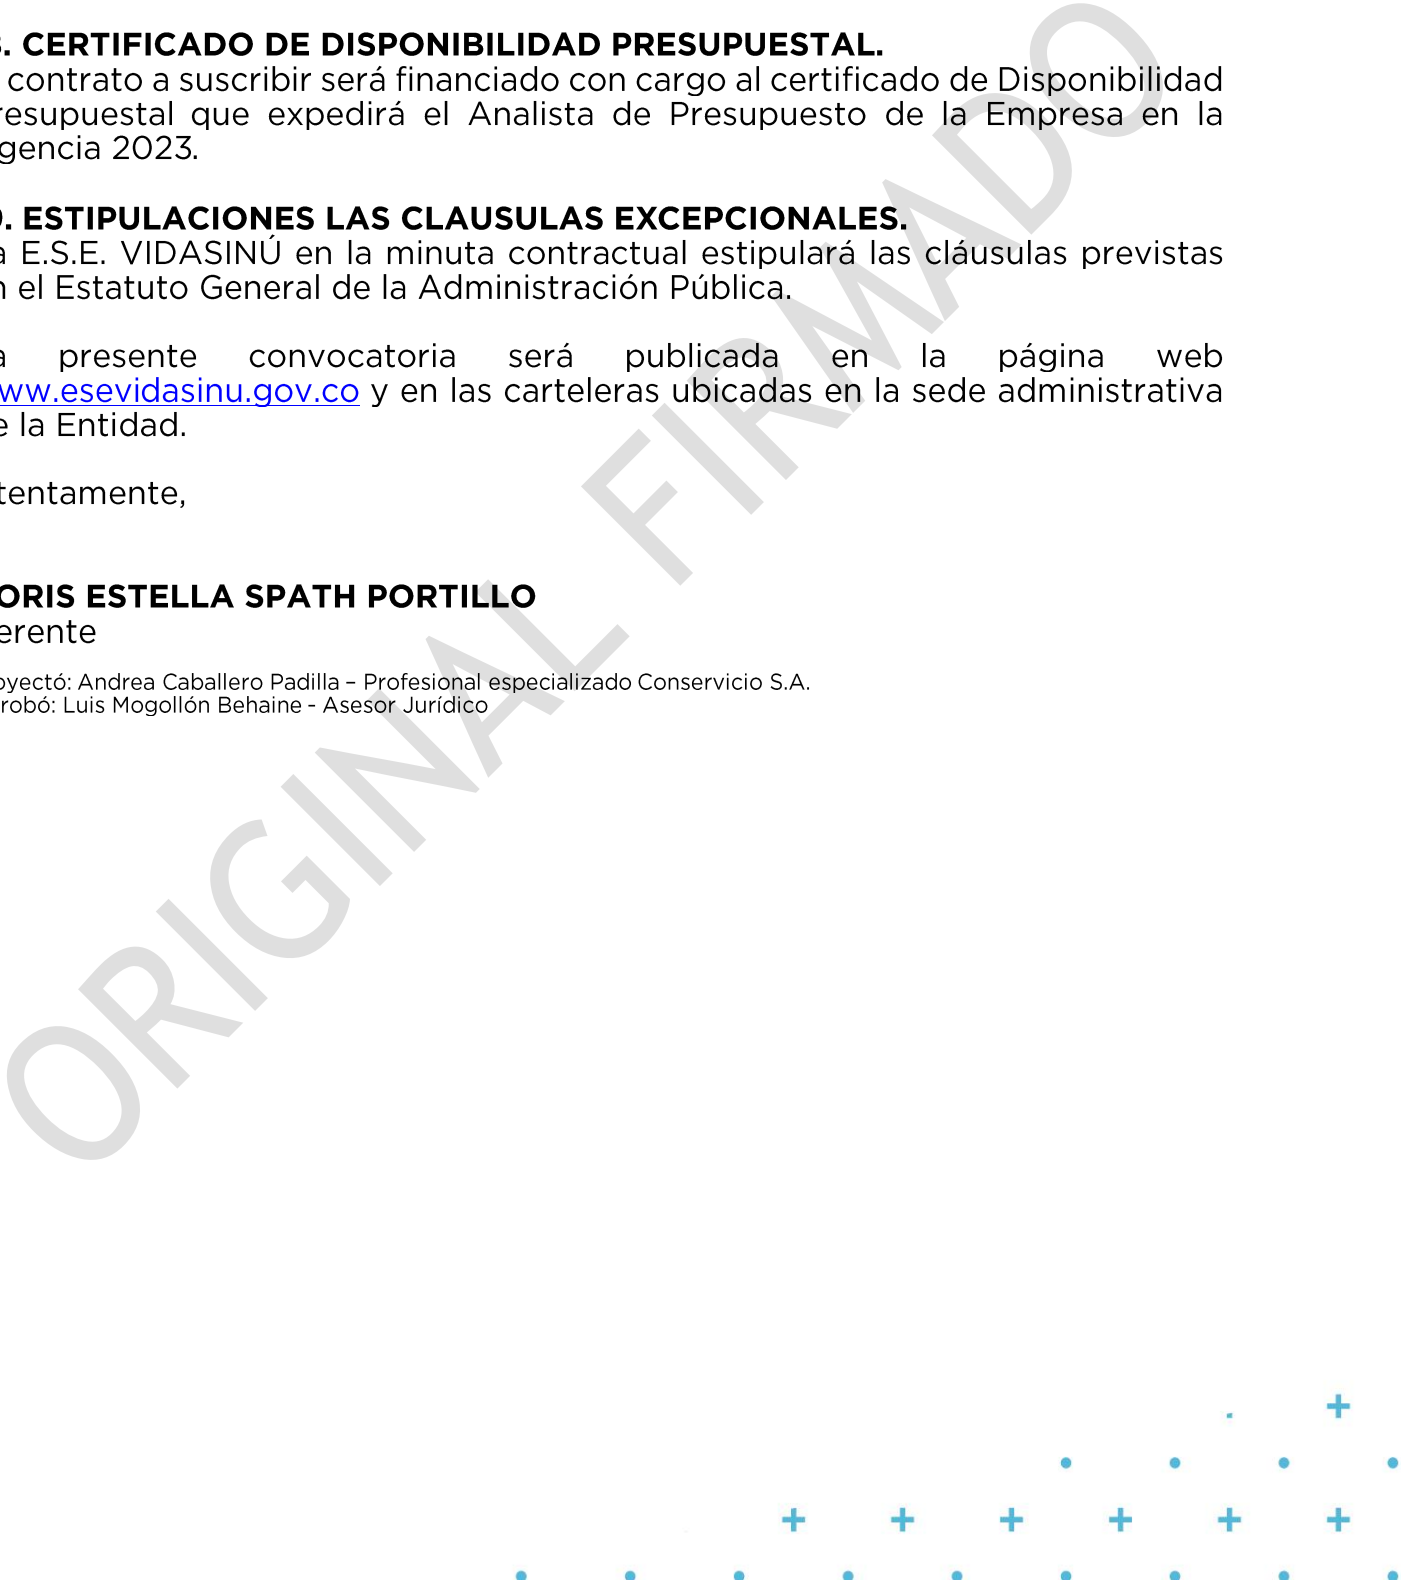 . CERTIFICADO DE DISPONIBILIDAD PRESUPUESTAL.
contrato a suscribir será financiado con cargo al certificado de Disponibilidad
resupuestal que expedirá el Analista de Presupuesto de la Empresa en la
gencia 2023.
. ESTIPULACIONES LAS CLAUSULAS EXCEPCIONALES.
a E.S.E. VIDASINÚ en la minuta contractual estipulará las cláusulas previstas
n el Estatuto General de la Administración Pública.
a presente convocatoria será publicada en la página web
ww.esevidasinu.gov.co y en las carteleras ubicadas en la sede administrativa
e la Entidad.
tentamente,
ORIS ESTELLA SPATH PORTILLO
erente
oyectó: Andrea Caballero Padilla – Profesional especializado Conservicio S.A.
robó: Luis Mogollón Behaine - Asesor Jurídico
ORIGINAL FIRMADO